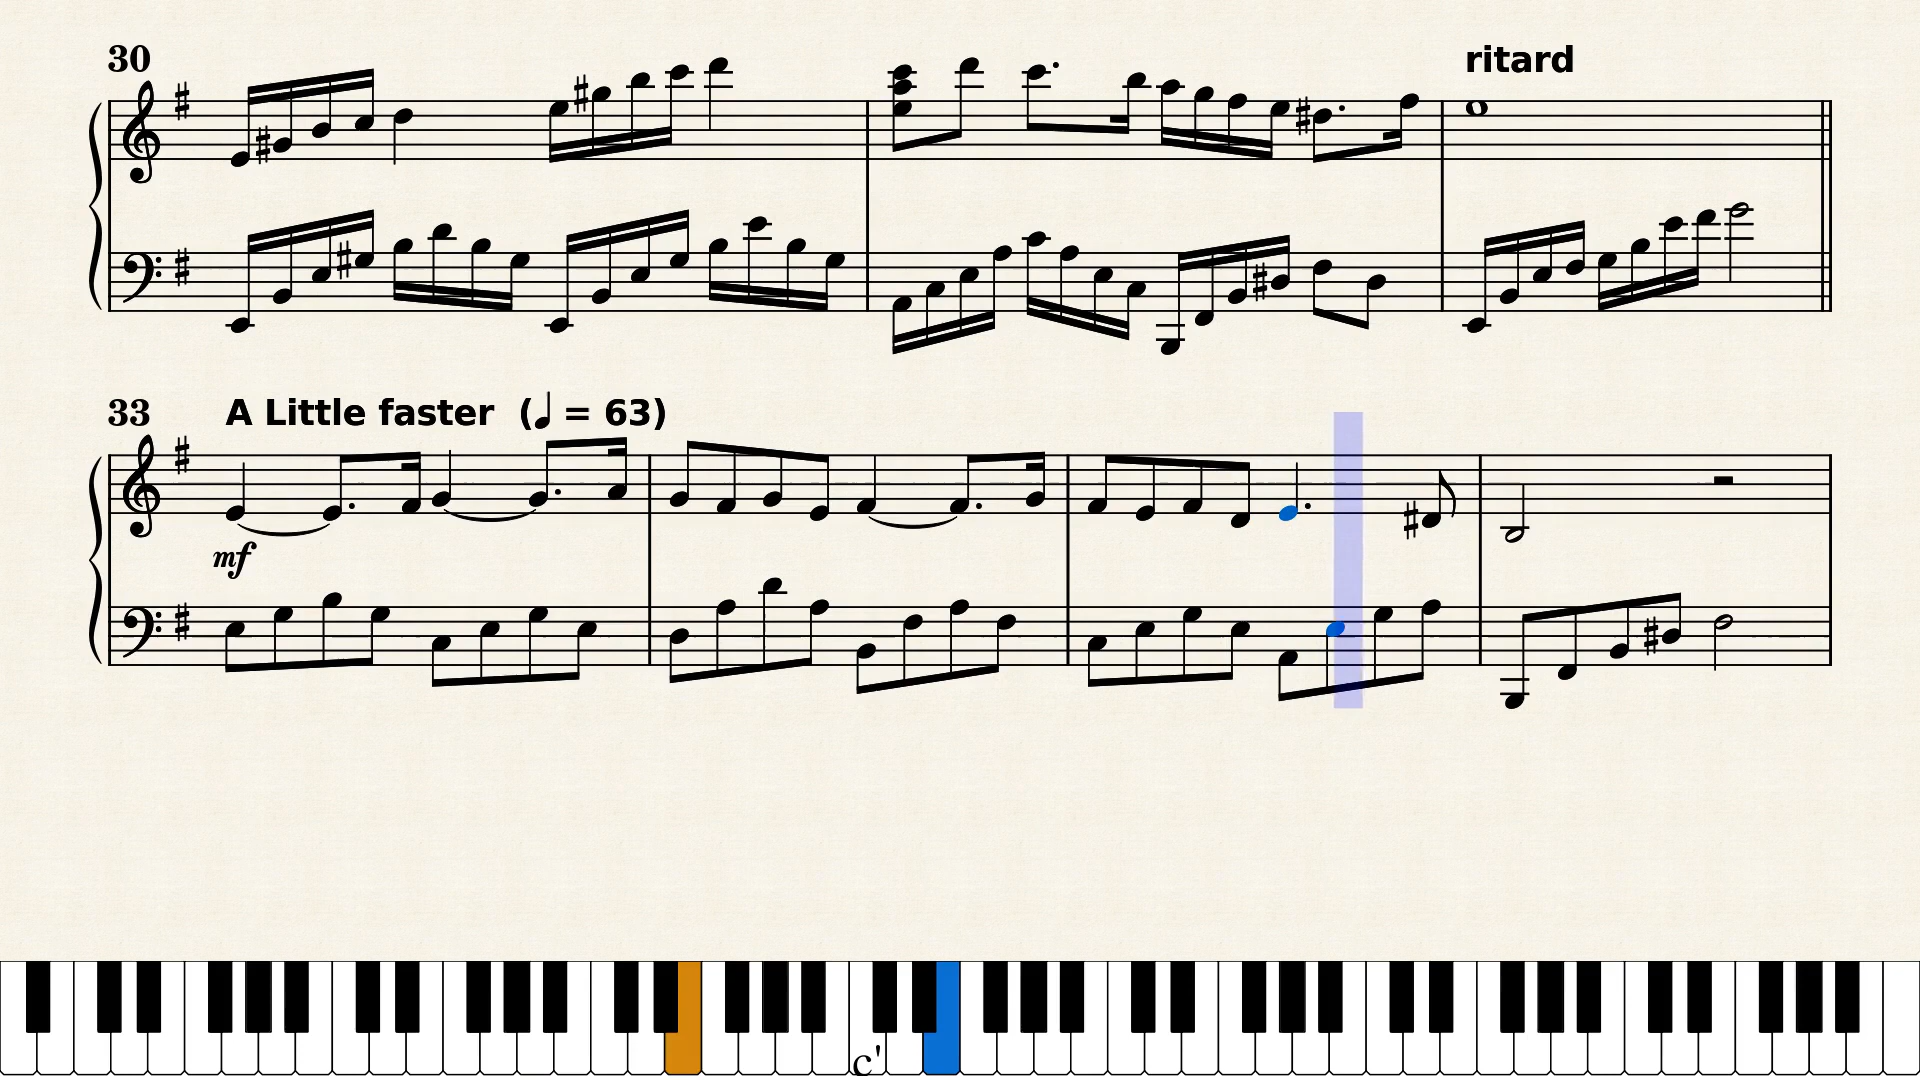 30
ritard
33 A Little faster (♩ = 63)
mf
c'